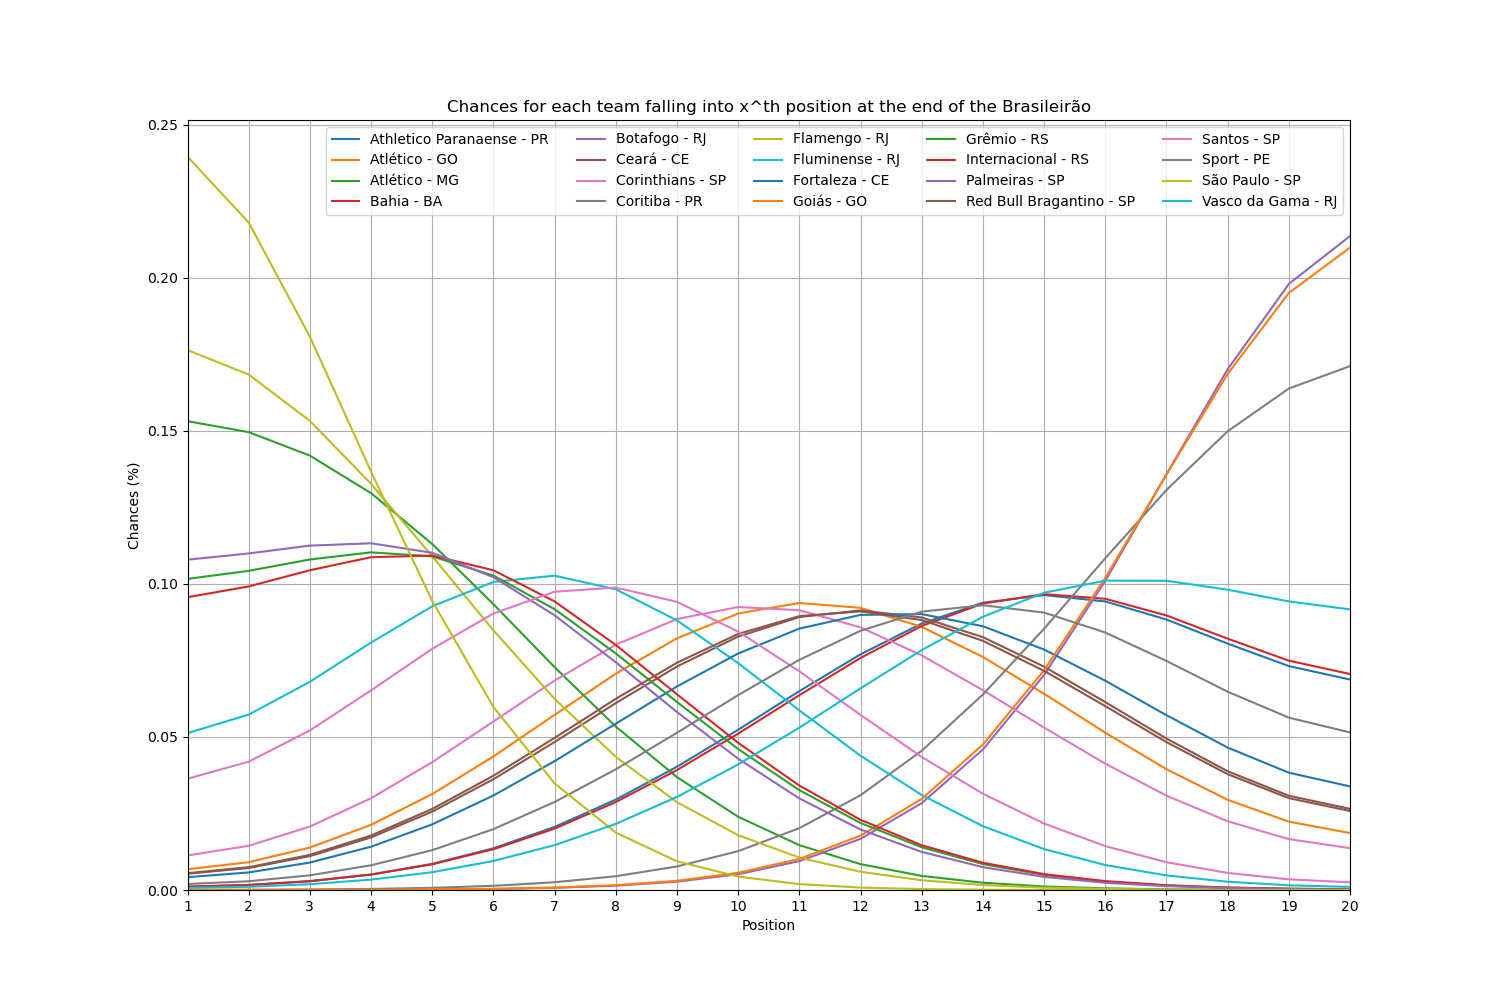 Chances for each team falling into x^th position at the end of the Brasileirão
Athletico Paranaense - PR
Atlético - GO
Atlético - MG
Bahia - BA
Botafogo - RJ
Ceará - CE
Corinthians - SP
Coritiba - PR
Flamengo - RJ
Fluminense - RJ
Fortaleza - CE
Goiás - GO
Grêmio - RS
Internacional - RS
Palmeiras - SP
Red Bull Bragantino - SP
Santos - SP
Sport - PE
São Paulo - SP
Vasco da Gama - RJ
0.25
0.20
0.15
0.10
0.05
0.00
Chances (%)
1 2 3 4 5 6 7 8 9 10 11 12 13 14 15 16 17 18 19 20
Position